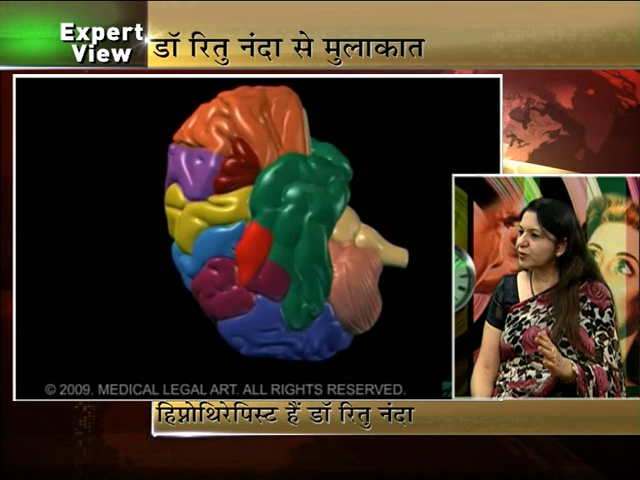 Expert
View
डॉ रितु नंदा से मुलाकात
© 2009. MEDICAL LEGAL ART. ALL RIGHTS RESERVED.
हिप्नोथिरेपिस्ट हैं डॉ रितु नंदा